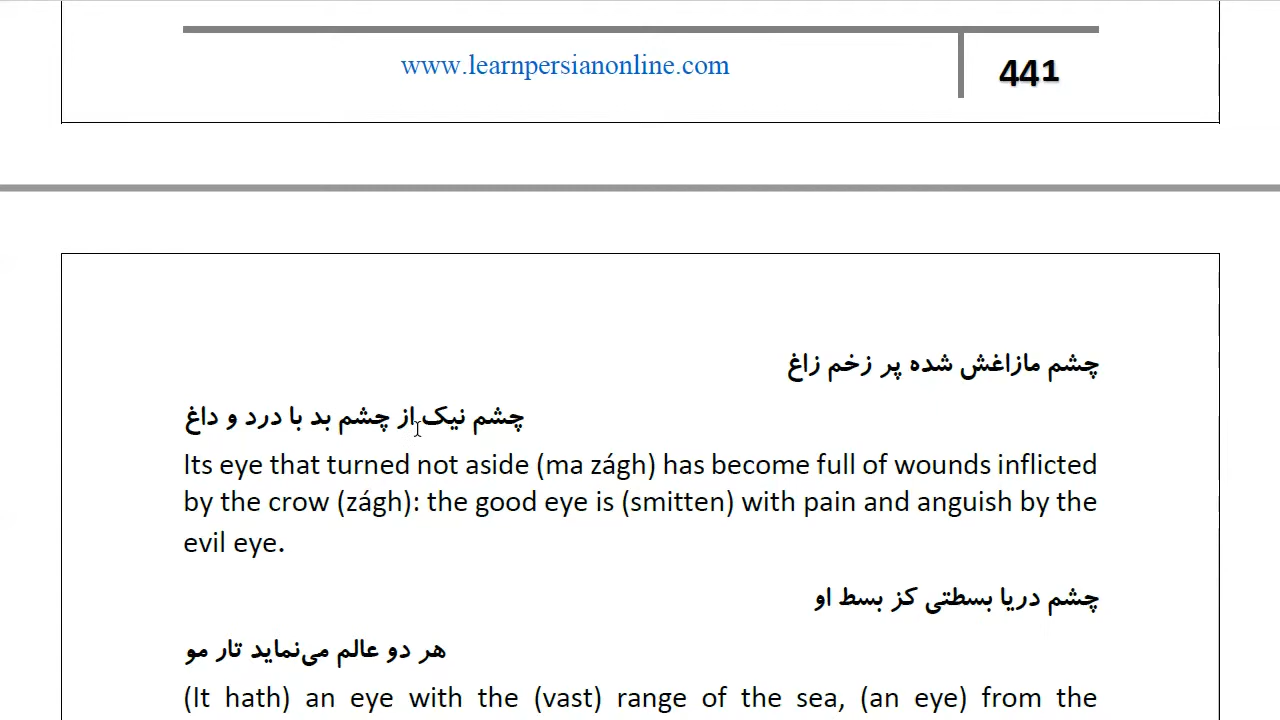 www.learnpersianonline.com
441
چشم مازاغش شده پر زخم زاغ
چشم نیک از چشم بد با درد و داغ
Its eye that turned not aside (ma zágh) has become full of wounds inflicted
by the crow (zágh): the good eye is (smitten) with pain and anguish by the
evil eye.
چشم دریا بسطتی کز بسط او
هر دو عالم می‌نماید تار مو
(It hath) an eye with the (vast) range of the sea, (an eye) from the